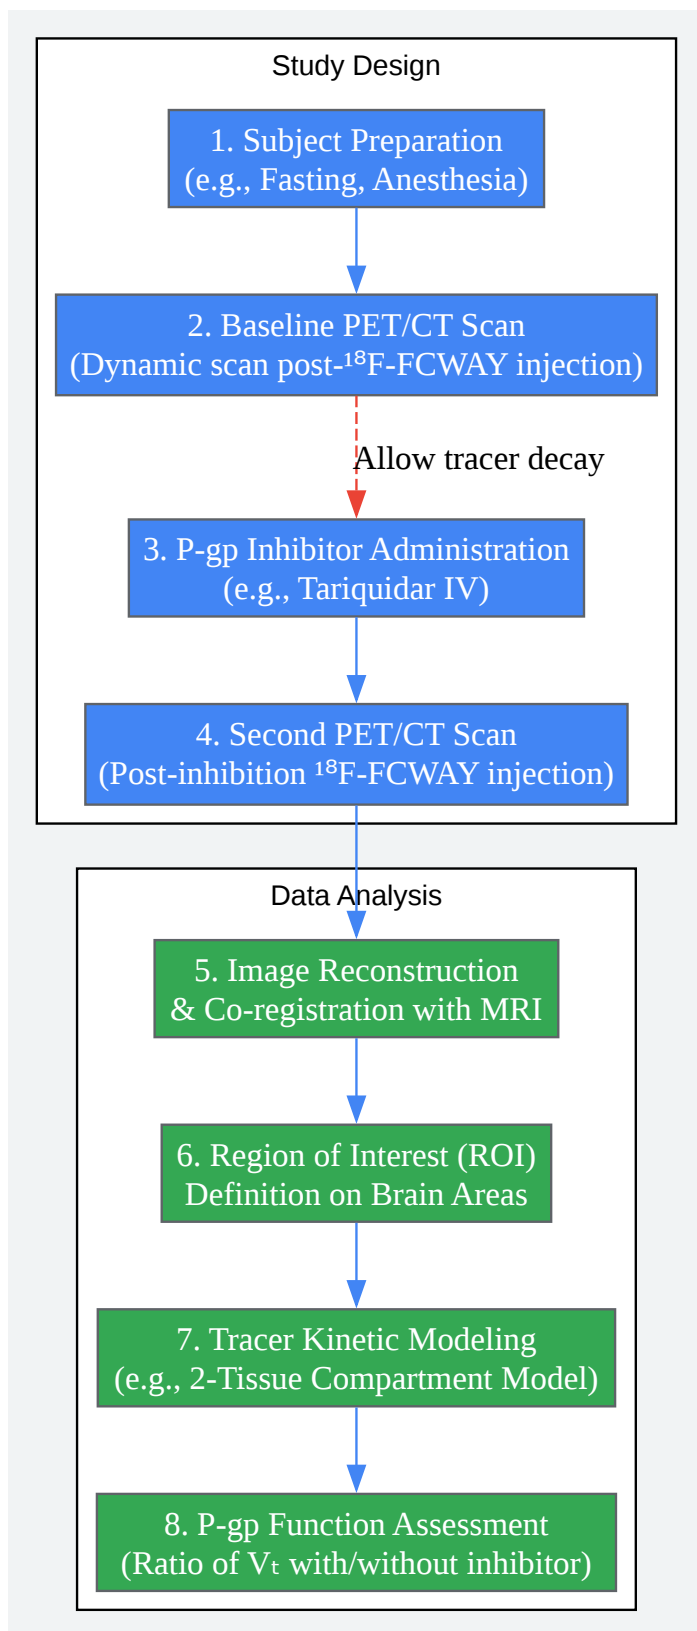 Study Design
1. Subject Preparation
(e.g., Fasting, Anesthesia)
2. Baseline PET/CT Scan
(Dynamic scan post-¹⁸F-FCWAY injection)
Allow tracer decay
3. P-gp Inhibitor Administration
(e.g., Tariquidar IV)
4. Second PET/CT Scan
(Post-inhibition ¹⁸F-FCWAY injection)
Data Analysis
5. Image Reconstruction
& Co-registration with MRI
6. Region of Interest (ROI)
Definition on Brain Areas
7. Tracer Kinetic Modeling
(e.g., 2-Tissue Compartment Model)
8. P-gp Function Assessment
(Ratio of Vₜ with/without inhibitor)